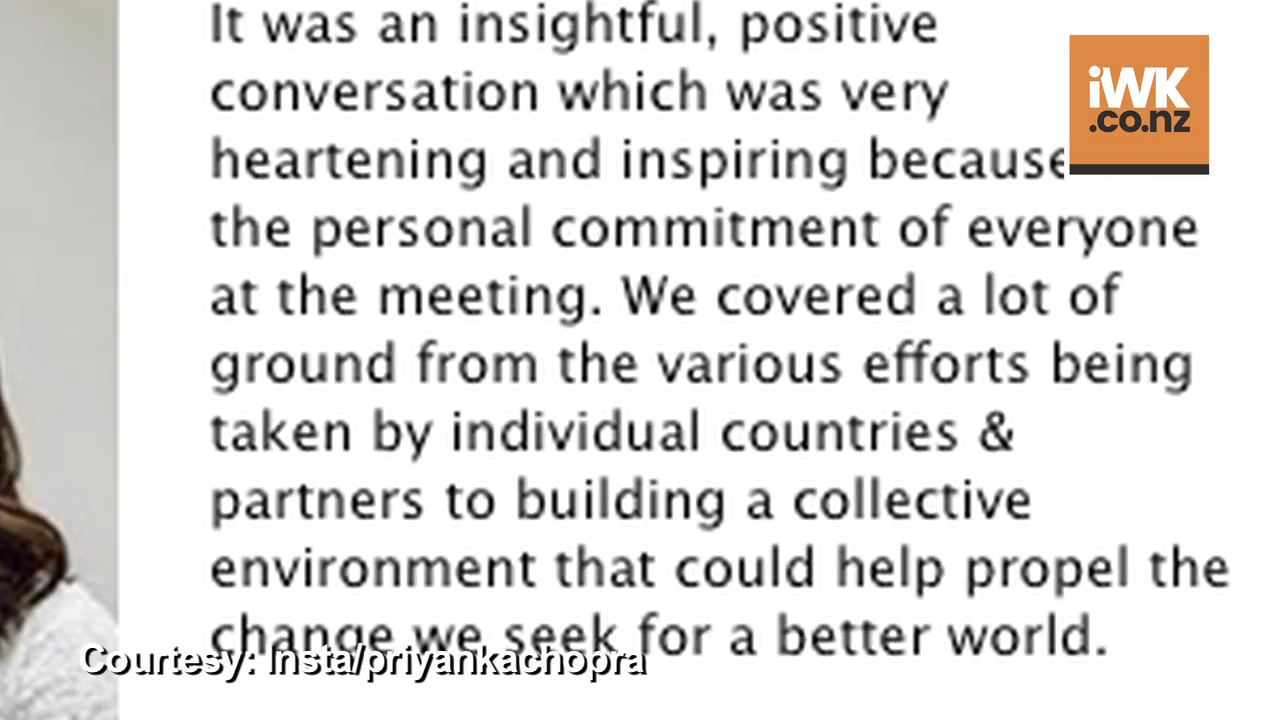 It was an insightful, positive
conversation which was very
heartening and inspiring because
the personal commitment of everyone
at the meeting. We covered a lot of
ground from the various efforts being
taken by individual countries &
partners to building a collective
environment that could help propel the
change we seek for a better world.
Courtesy: Insta/priyankachopra
iWK
.co.nz